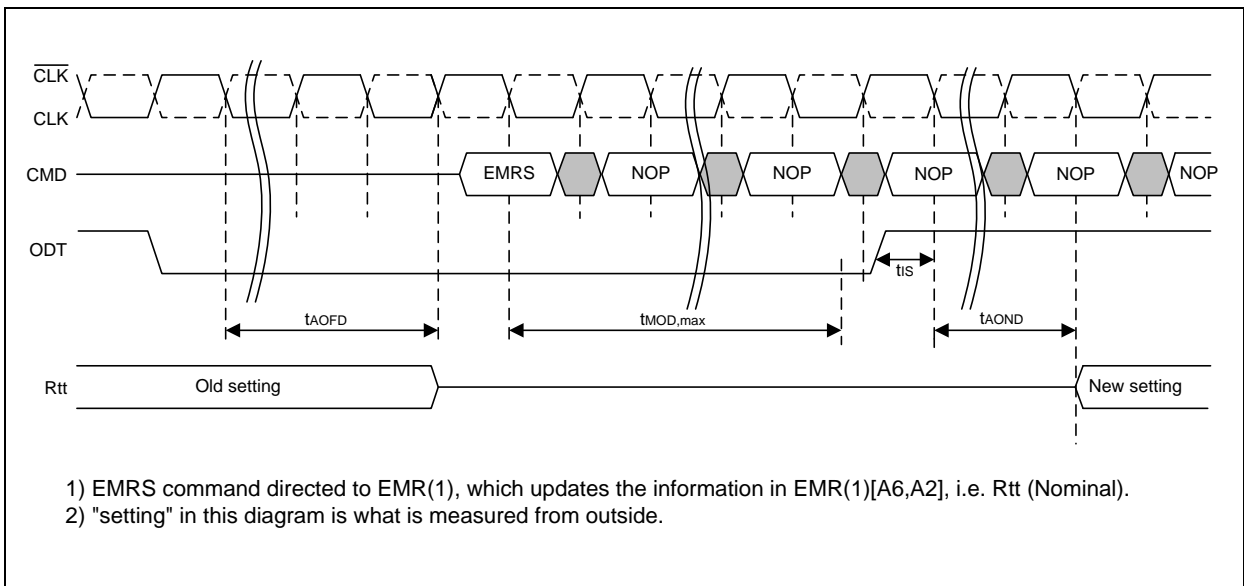 CLK
CLK
CMD
EMRS
NOP
NOP
NOP
NOP
NOP
ODT
tIS
tAOFD
tMOD,max
tAOND
Rtt
Old setting
New setting
1) EMRS command directed to EMR(1), which updates the information in EMR(1)[A6,A2], i.e. Rtt (Nominal).
2) "setting" in this diagram is what is measured from outside.